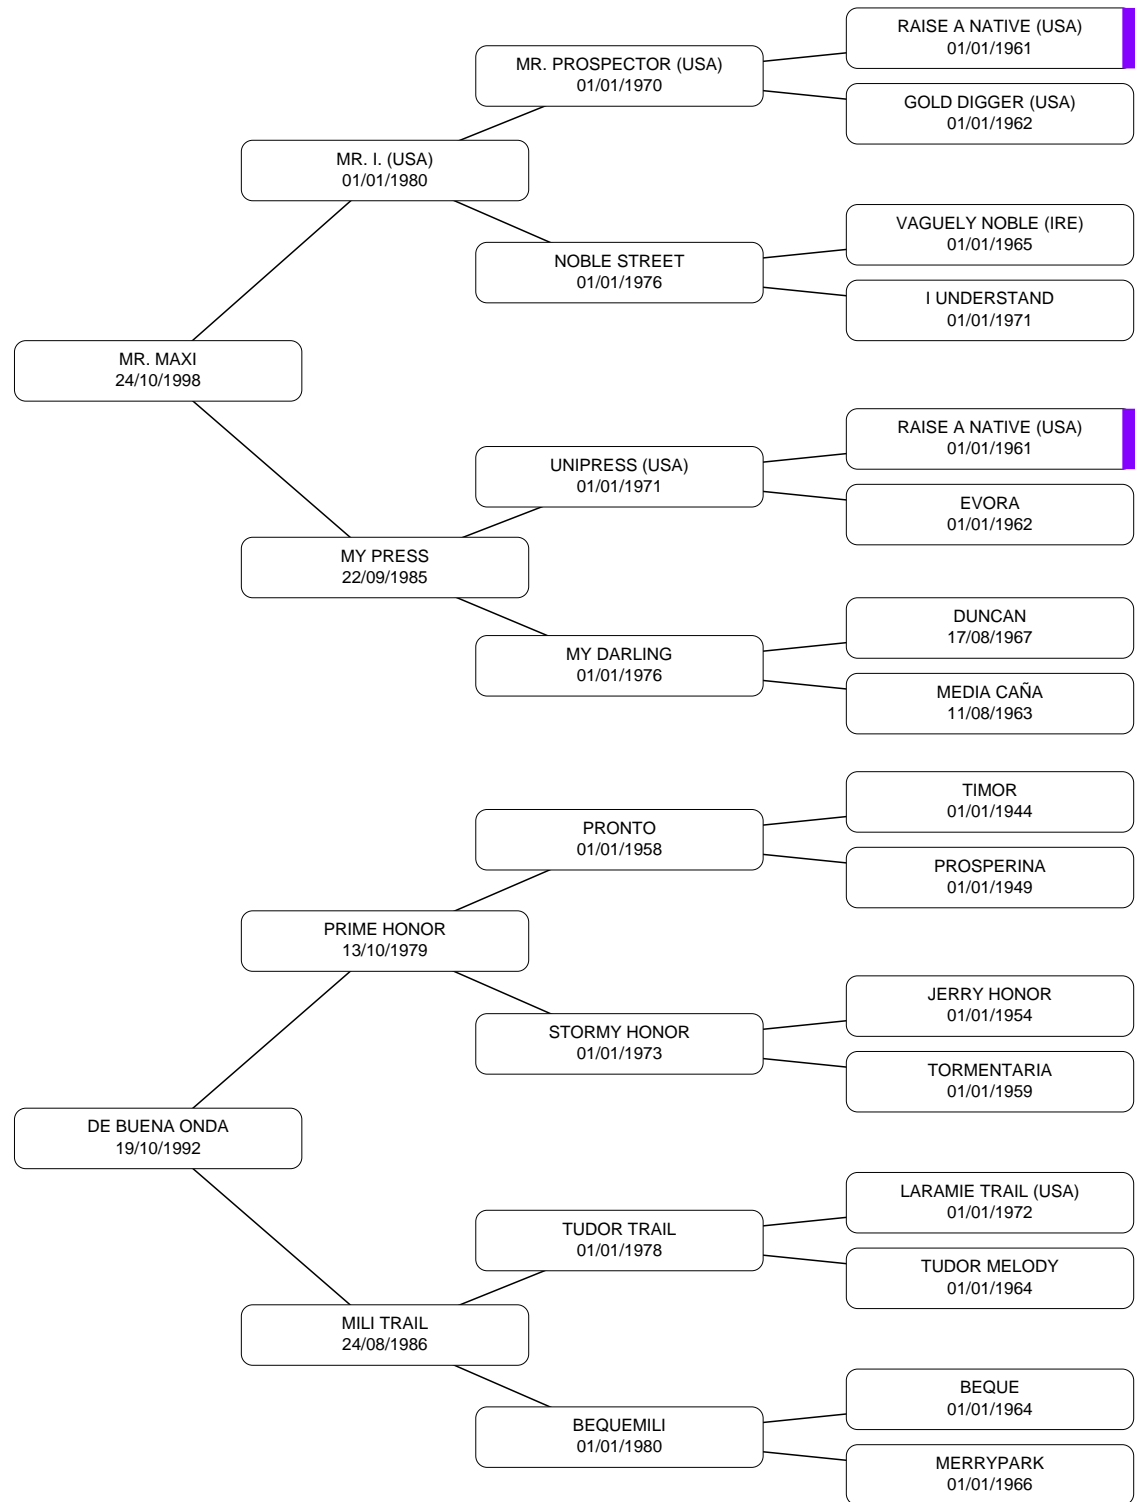 RAISE A NATIVE (USA)
01/01/1961
MR. PROSPECTOR (USA)
01/01/1970
GOLD DIGGER (USA)
01/01/1962
MR. I. (USA)
01/01/1980
VAGUELY NOBLE (IRE)
01/01/1965
NOBLE STREET
01/01/1976
I UNDERSTAND
01/01/1971
MR. MAXI
24/10/1998
RAISE A NATIVE (USA)
01/01/1961
UNIPRESS (USA)
01/01/1971
EVORA
01/01/1962
MY PRESS
22/09/1985
DUNCAN
17/08/1967
MY DARLING
01/01/1976
MEDIA CAÑA
11/08/1963
TIMOR
01/01/1944
PRONTO
01/01/1958
PROSPERINA
01/01/1949
PRIME HONOR
13/10/1979
JERRY HONOR
01/01/1954
STORMY HONOR
01/01/1973
TORMENTARIA
01/01/1959
DE BUENA ONDA
19/10/1992
LARAMIE TRAIL (USA)
01/01/1972
TUDOR TRAIL
01/01/1978
TUDOR MELODY
01/01/1964
MILI TRAIL
24/08/1986
BEQUE
01/01/1964
BEQUEMILI
01/01/1980
MERRYPARK
01/01/1966